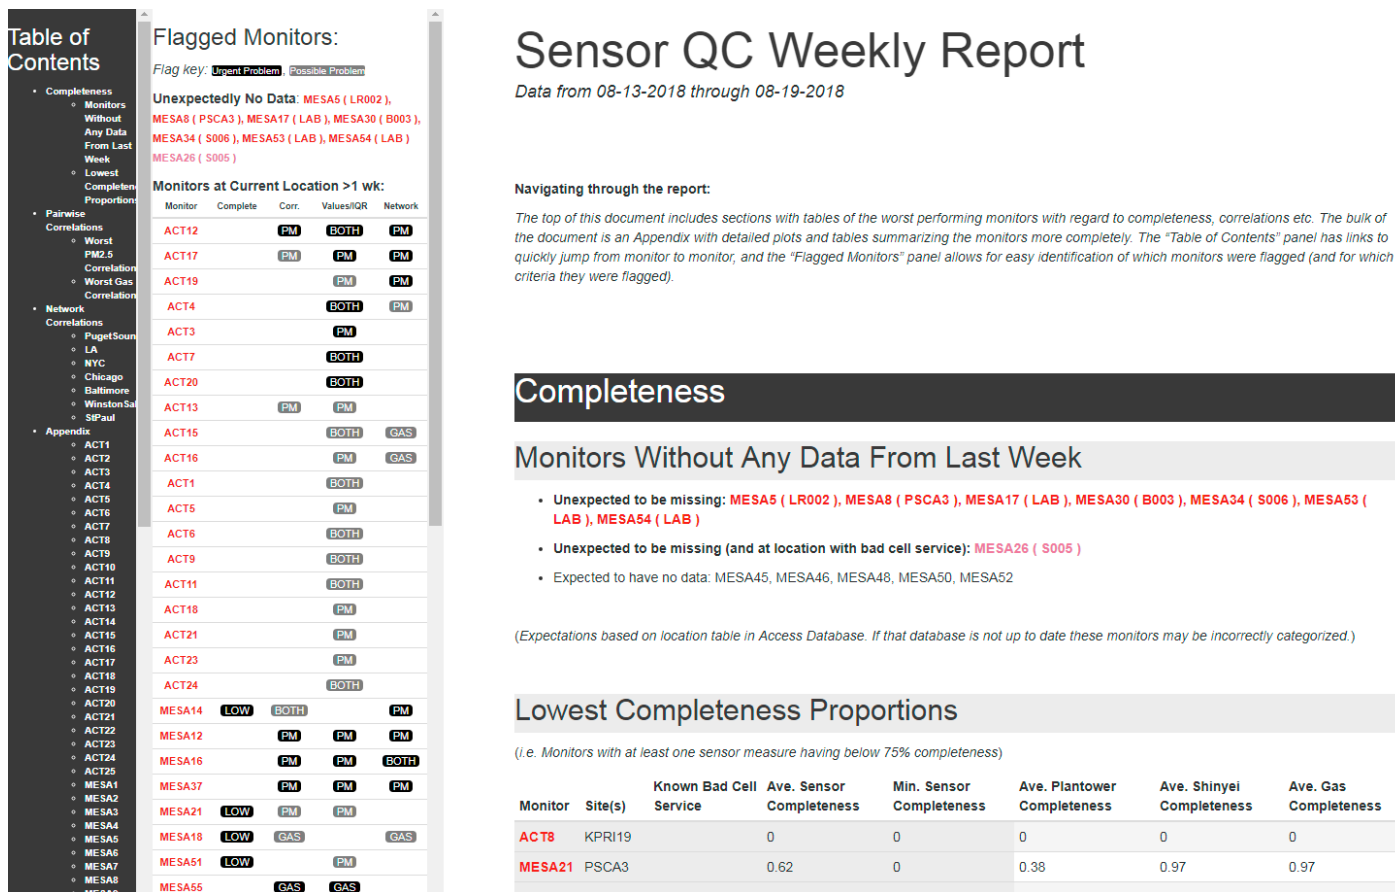 Table of
Contents
Completeness
Monitors
Without
Any Data
From Last
Week
Lowest
Completen
Proportions
Pairwise
Correlations
Worst
PM2.5
Correlation
Worst Gas
Correlation
Network
Correlations
PugetSoun
LA
NYC
Chicago
Baltimore
WinstonSal
StPaul
Appendix
ACT1
ACT2
ACT3
ACT4
ACT5
ACT6
ACT7
ACT8
ACT9
ACT10
ACT11
ACT12
ACT13
ACT14
ACT15
ACT16
ACT17
ACT18
ACT19
ACT20
ACT21
ACT22
ACT23
ACT24
ACT25
MESA1
MESA2
MESA3
MESA4
MESA5
MESA6
MESA7
MESA8
Flagged Monitors:
Flag key: Urgent Problem, Possible Problem
Unexpectedly No Data: MESA5 ( LR002 ),
MESA8 ( PSCA3 ), MESA17 ( LAB ), MESA30 ( B003 ),
MESA34 ( S006 ), MESA53 ( LAB ), MESA54 ( LAB )
MESA26 ( S005 )
Monitors at Current Location >1 wk:
Monitor Complete Corr. Values/IQR Network
ACT12 PM BOTH PM
ACT17 PM PM PM
ACT19 PM PM
ACT4 BOTH PM
ACT3 PM
ACT7 BOTH
ACT20 BOTH
ACT13 PM PM
ACT15 BOTH GAS
ACT16 PM GAS
ACT1 BOTH
ACT5 PM
ACT6 BOTH
ACT9 BOTH
ACT11 BOTH
ACT18 PM
ACT21 PM
ACT23 PM
ACT24 BOTH
MESA14 LOW BOTH PM
MESA12 PM PM PM
MESA16 PM PM BOTH
MESA37 PM PM PM
MESA21 LOW PM PM
MESA18 LOW GAS GAS
MESA51 LOW PM
MESA55 GAS GAS
Sensor QC Weekly Report
Data from 08-13-2018 through 08-19-2018
Navigating through the report:
The top of this document includes sections with tables of the worst performing monitors with regard to completeness, correlations etc. The bulk of
the document is an Appendix with detailed plots and tables summarizing the monitors more completely. The “Table of Contents” panel has links to
quickly jump from monitor to monitor, and the “Flagged Monitors” panel allows for easy identification of which monitors were flagged (and for which
criteria they were flagged).
Completeness
Monitors Without Any Data From Last Week
Unexpected to be missing: MESA5 ( LR002 ), MESA8 ( PSCA3 ), MESA17 ( LAB ), MESA30 ( B003 ), MESA34 ( S006 ), MESA53 (
LAB ), MESA54 ( LAB )
Unexpected to be missing (and at location with bad cell service): MESA26 ( S005 )
Expected to have no data: MESA45, MESA46, MESA48, MESA50, MESA52
(Expectations based on location table in Access Database. If that database is not up to date these monitors may be incorrectly categorized.)
Lowest Completeness Proportions
(i.e. Monitors with at least one sensor measure having below 75% completeness)
Known Bad Cell Ave. Sensor Min. Sensor Ave. Plantower Ave. Shinyei Ave. Gas
Monitor Site(s) Service Completeness Completeness Completeness Completeness Completeness
ACT8 KPRI19 0 0 0 0 0
MESA21 PSCA3 0.62 0 0.38 0.97 0.97